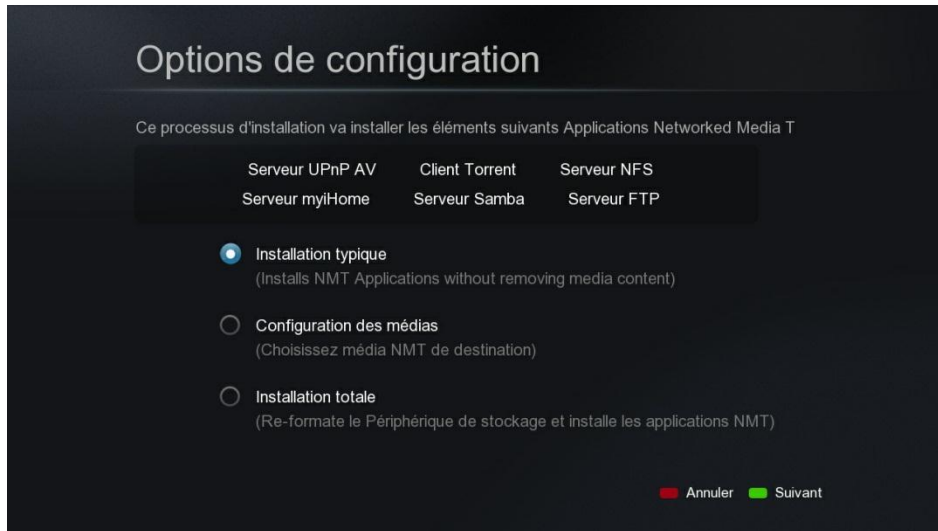 Options de configuration
Ce processus d'installation va installer les éléments suivants Applications Networked Media T
Serveur UPnP AV Client Torrent Serveur NFS
Serveur myiHome Serveur Samba Serveur FTP
Installation typique
(Installs NMT Applications without removing media content)
Configuration des médias
(Choisissez média NMT de destination)
Installation totale
(Re-formate le Périphérique de stockage et installe les applications NMT)
Annuler Suivant